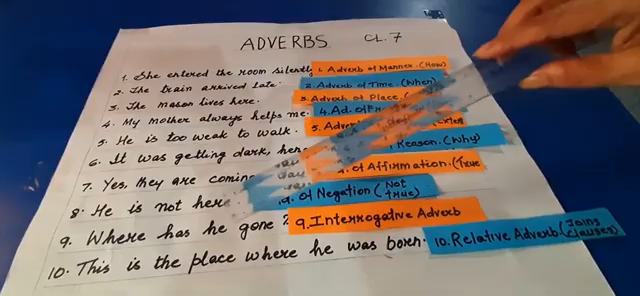 ADVERBS CL.7
1. She entered the room silently 1. Adverb of Manner. (How)
2. The train arrived late. 2. Adverb of Time. (When)
3. The mason lives here. 3. Adverb of Place.
4. My mother always helps me. 4. Ad. of
5. He is too weak to walk. 5.
6. It was getting dark, Reason. (Why)
7. Yes, they are of Affirmation. (True
8. He is not here of Negation (Not True)
9. Where has he gone ? 9. Interrogative Adverb
10. This is the place where he was born. 10. Relative Adverb (Joins Clauses)